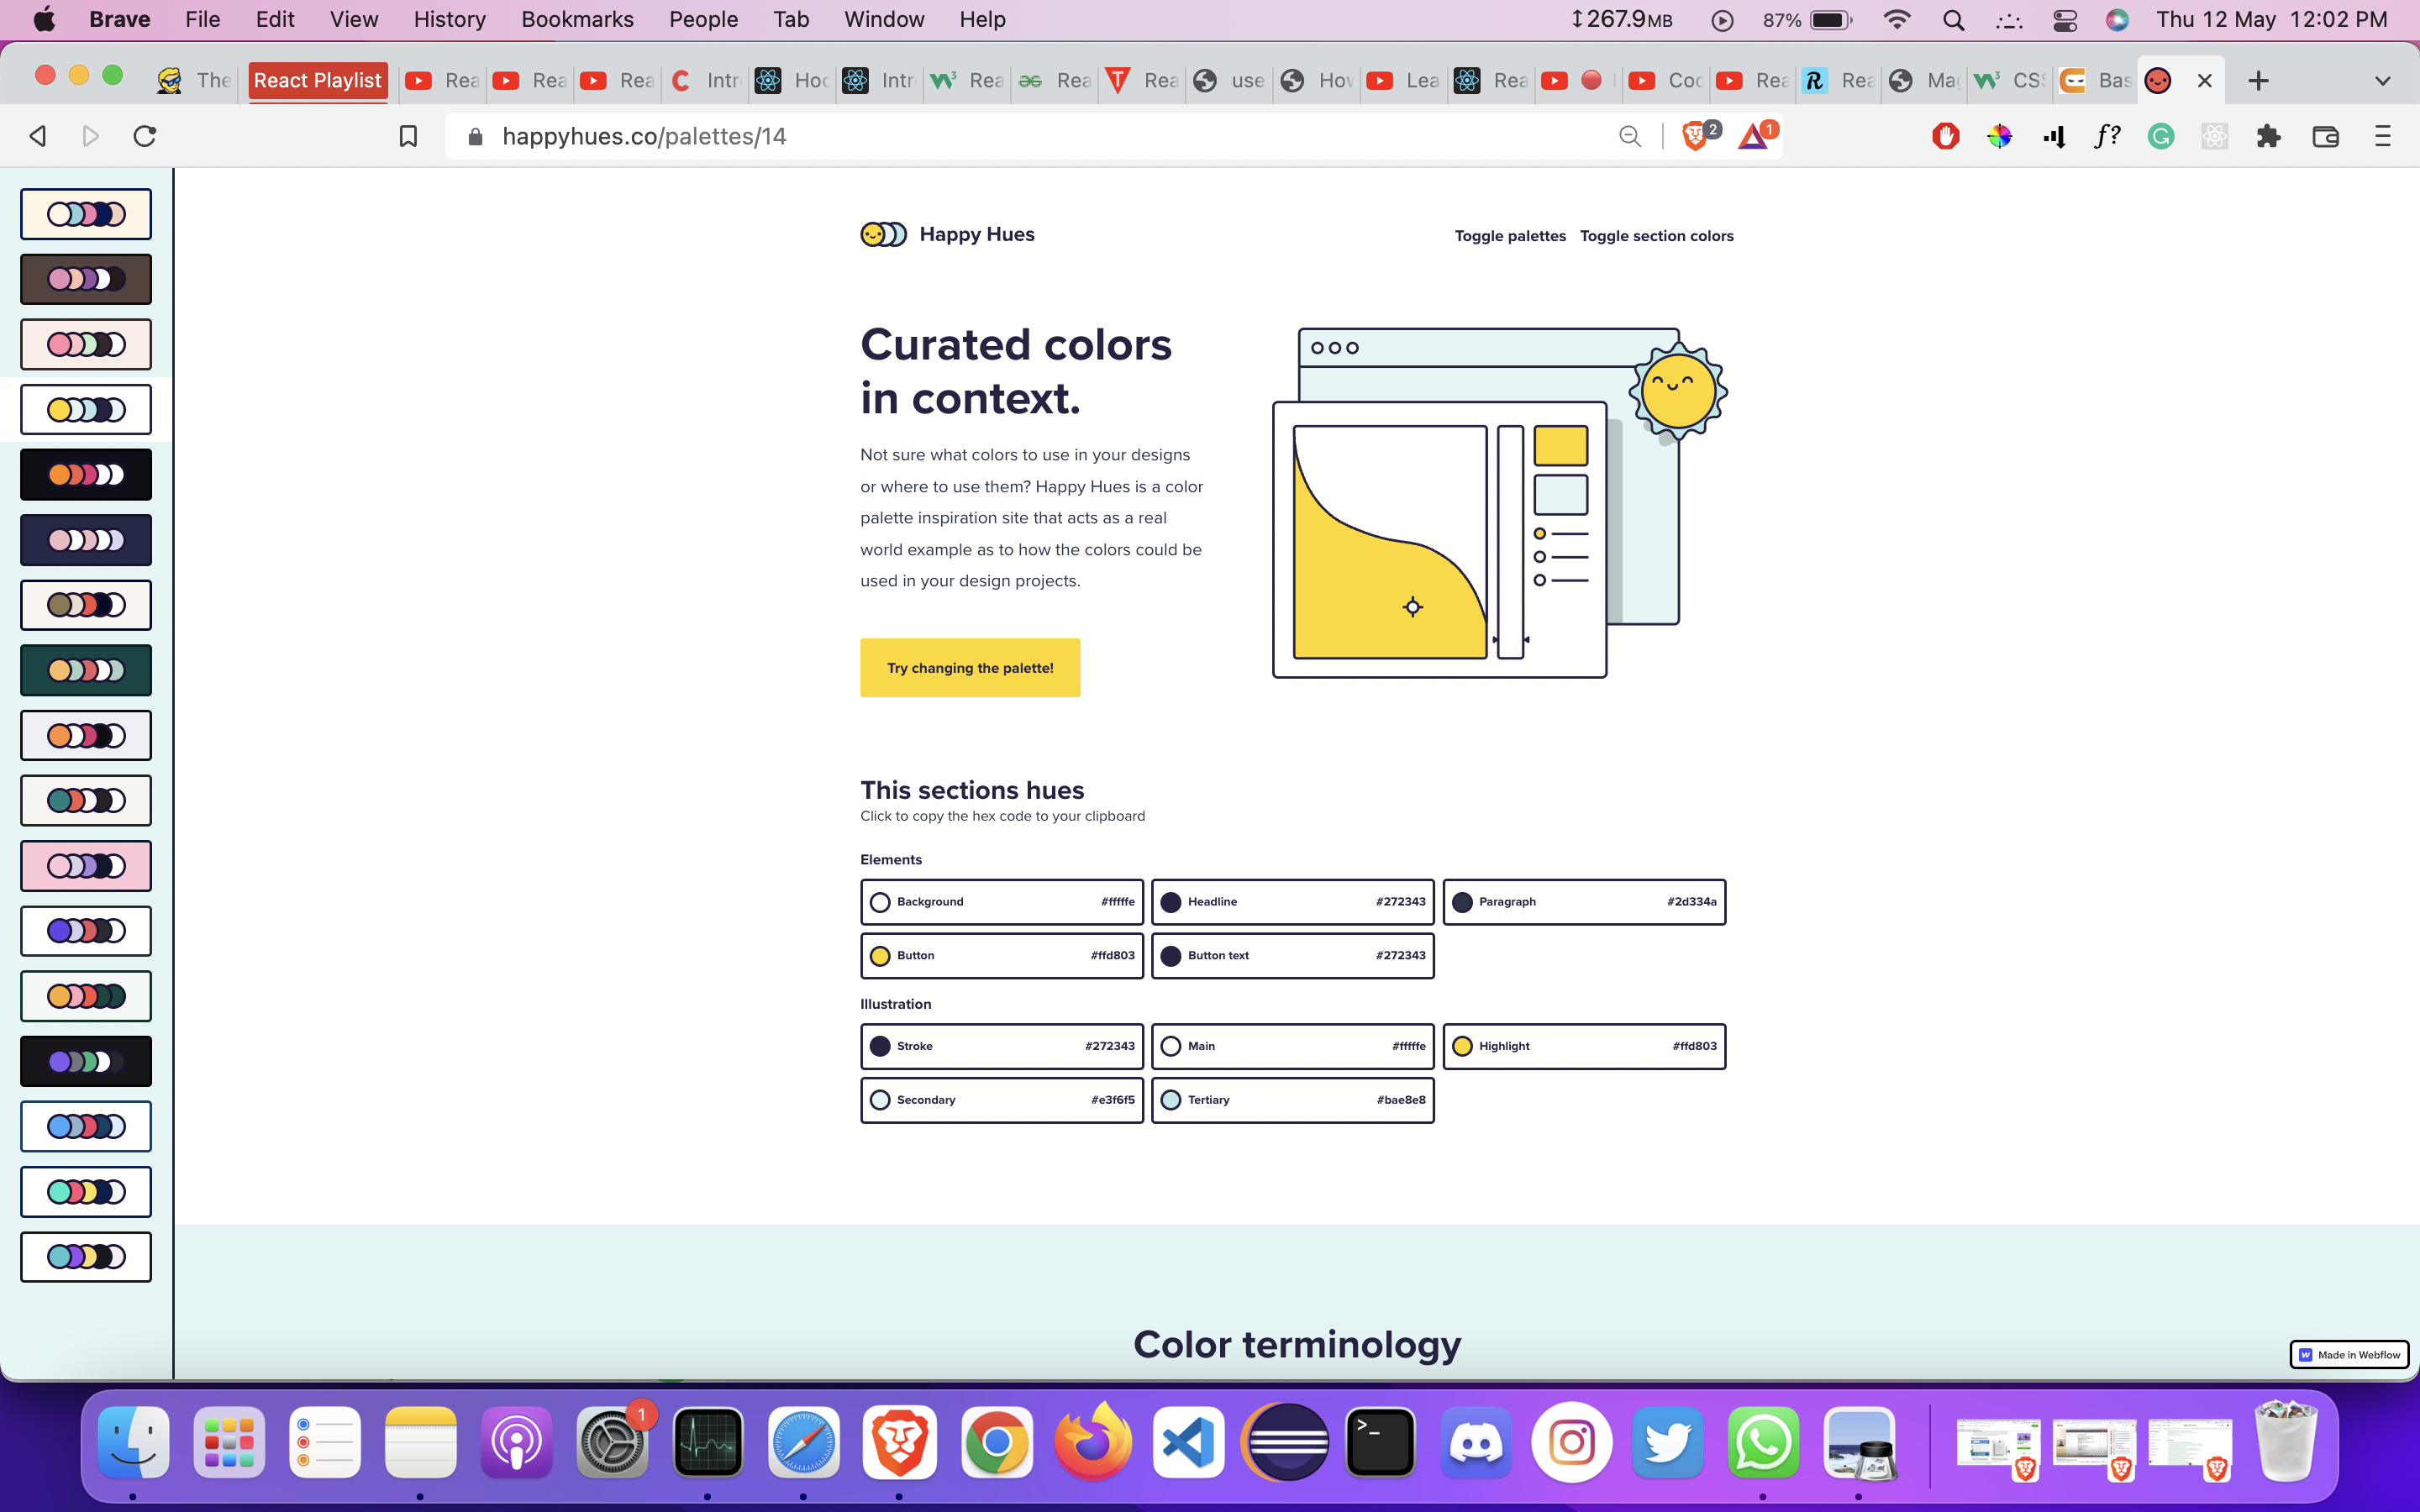 Brave File Edit View History Bookmarks People Tab Window Help
267.9MB 87% Thu 12 May 12:02 PM
The React Playlist Rea Rea Rea Intr Hoo Intr Rea Rea Rea use How Lea Rea Coc Rea Rea Ma CSS Bas
happyhues.co/palettes/14 2 1 f?
Happy Hues
Toggle palettes Toggle section colors
Curated colors
in context.
Not sure what colors to use in your designs
or where to use them? Happy Hues is a color
palette inspiration site that acts as a real
world example as to how the colors could be
used in your design projects.
Try changing the palette!
This sections hues
Click to copy the hex code to your clipboard
Elements
Background #fffffe Headline #272343 Paragraph #2d334a
Button #ffd803 Button text #272343
Illustration
Stroke #272343 Main #fffffe Highlight #ffd803
Secondary #e3f6f5 Tertiary #bae8e8
Color terminology
Made in Webflow
1